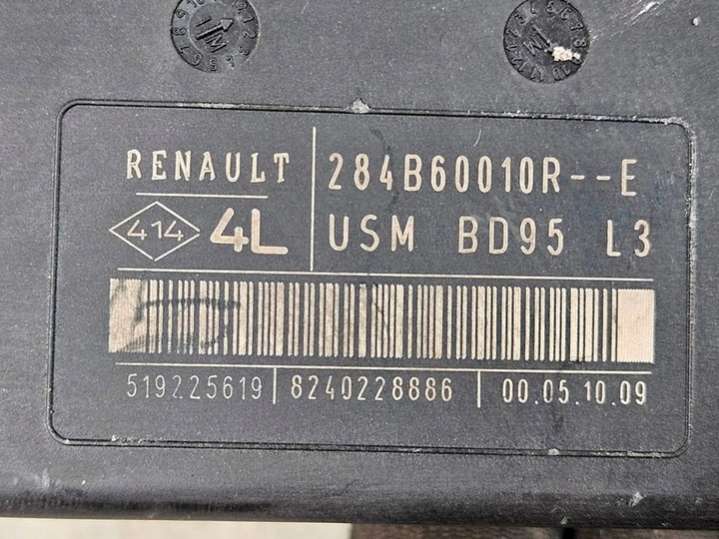 RENAULT
284B60010R--E
414 4L
USM BD95 L3
519225619 8240228886 00.05.10.09